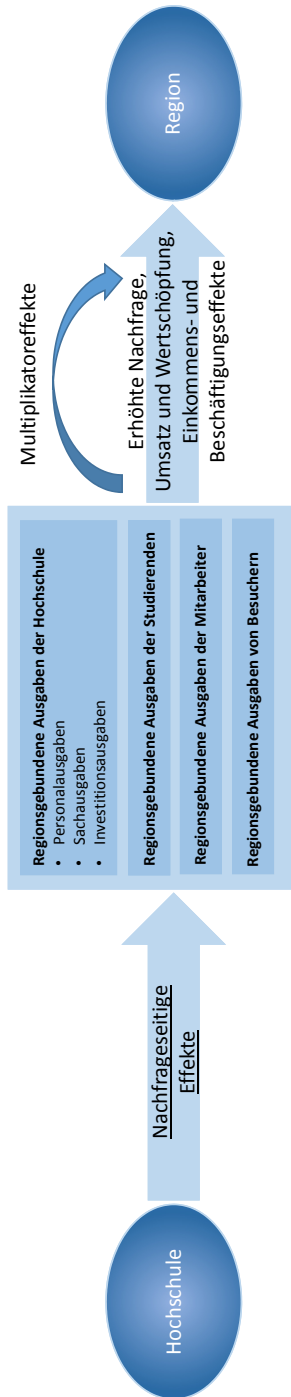 Hochschule
Nachfrageseitige
Effekte
Regionsgebundene Ausgaben der Hochschule
• Personalausgaben
• Sachausgaben
• Investitionsausgaben
Regionsgebundene Ausgaben der Studierenden
Regionsgebundene Ausgaben der Mitarbeiter
Regionsgebundene Ausgaben von Besuchern
Multiplikatoreffekte
Erhöhte Nachfrage,
Umsatz und Wertschöpfung,
Einkommens- und
Beschäftigungseffekte
Region